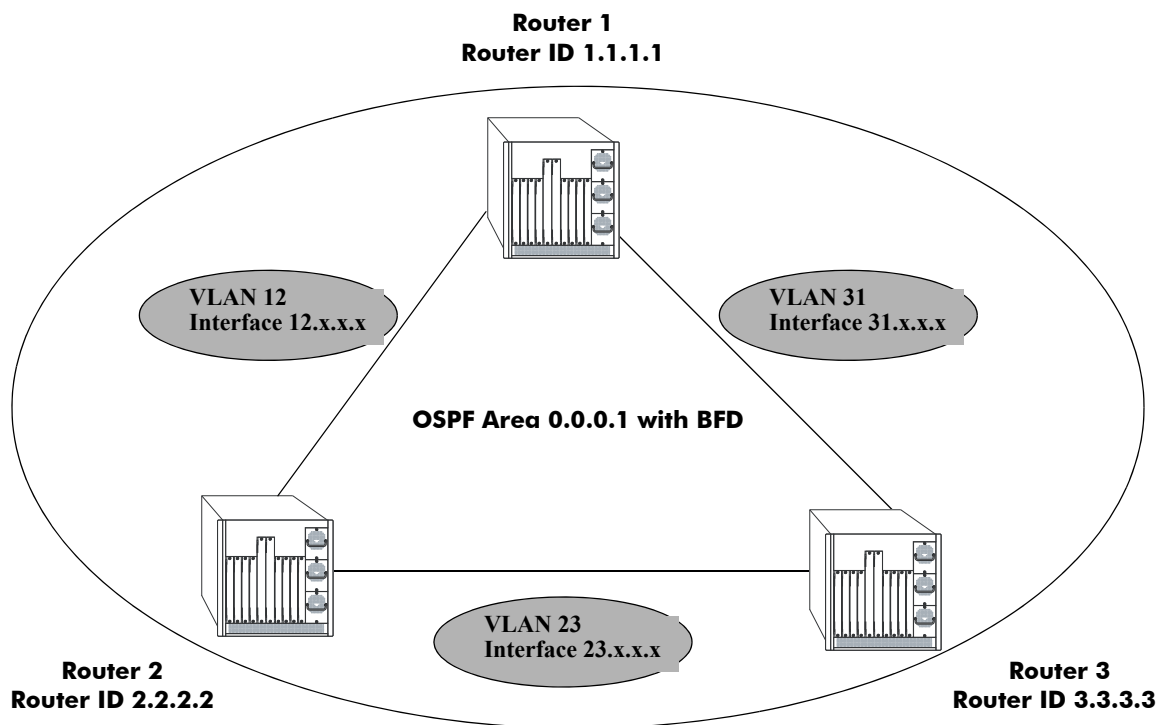 Router 1
Router ID 1.1.1.1
VLAN 12
Interface 12.x.x.x
VLAN 31
Interface 31.x.x.x
OSPF Area 0.0.0.1 with BFD
VLAN 23
Interface 23.x.x.x
Router 2
Router ID 2.2.2.2
Router 3
Router ID 3.3.3.3